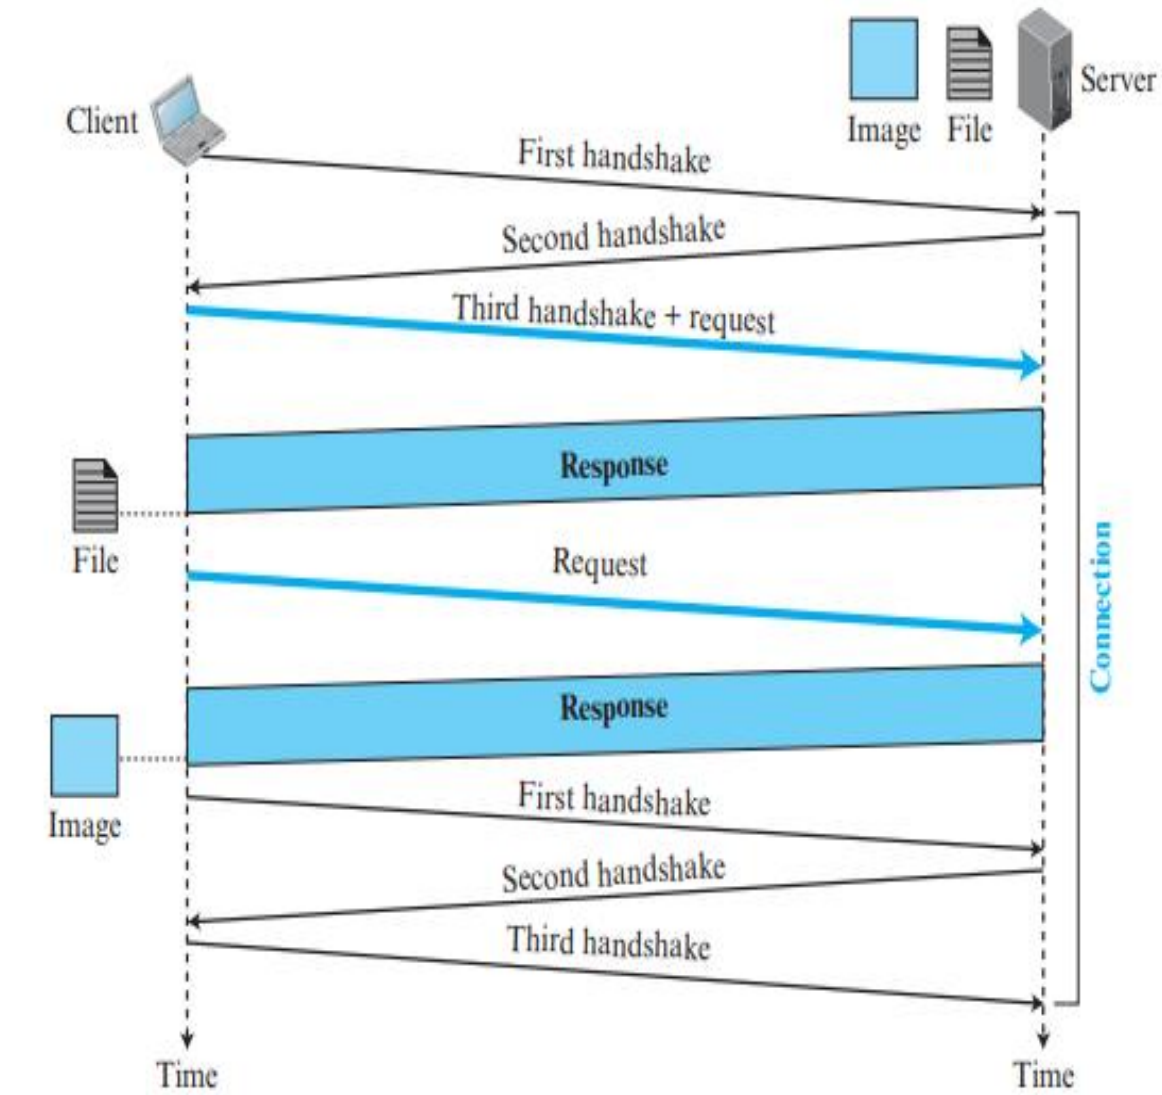 Server
Client
Image
File
First handshake
Second handshake
Third handshake + request
Response
File
Request
Connection
Response
Image
First handshake
Second handshake
Third handshake
Time
Time